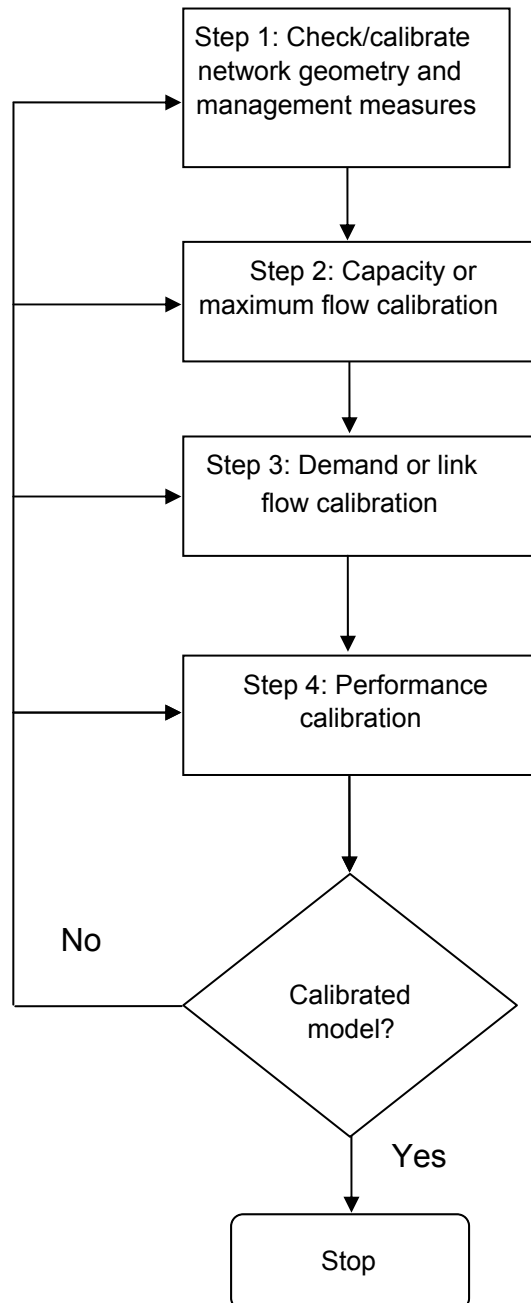 Step 1: Check/calibrate
network geometry and
management measures
Step 2: Capacity or
maximum flow calibration
Step 3: Demand or link
flow calibration
Step 4: Performance
calibration
No
Calibrated
model?
Yes
Stop